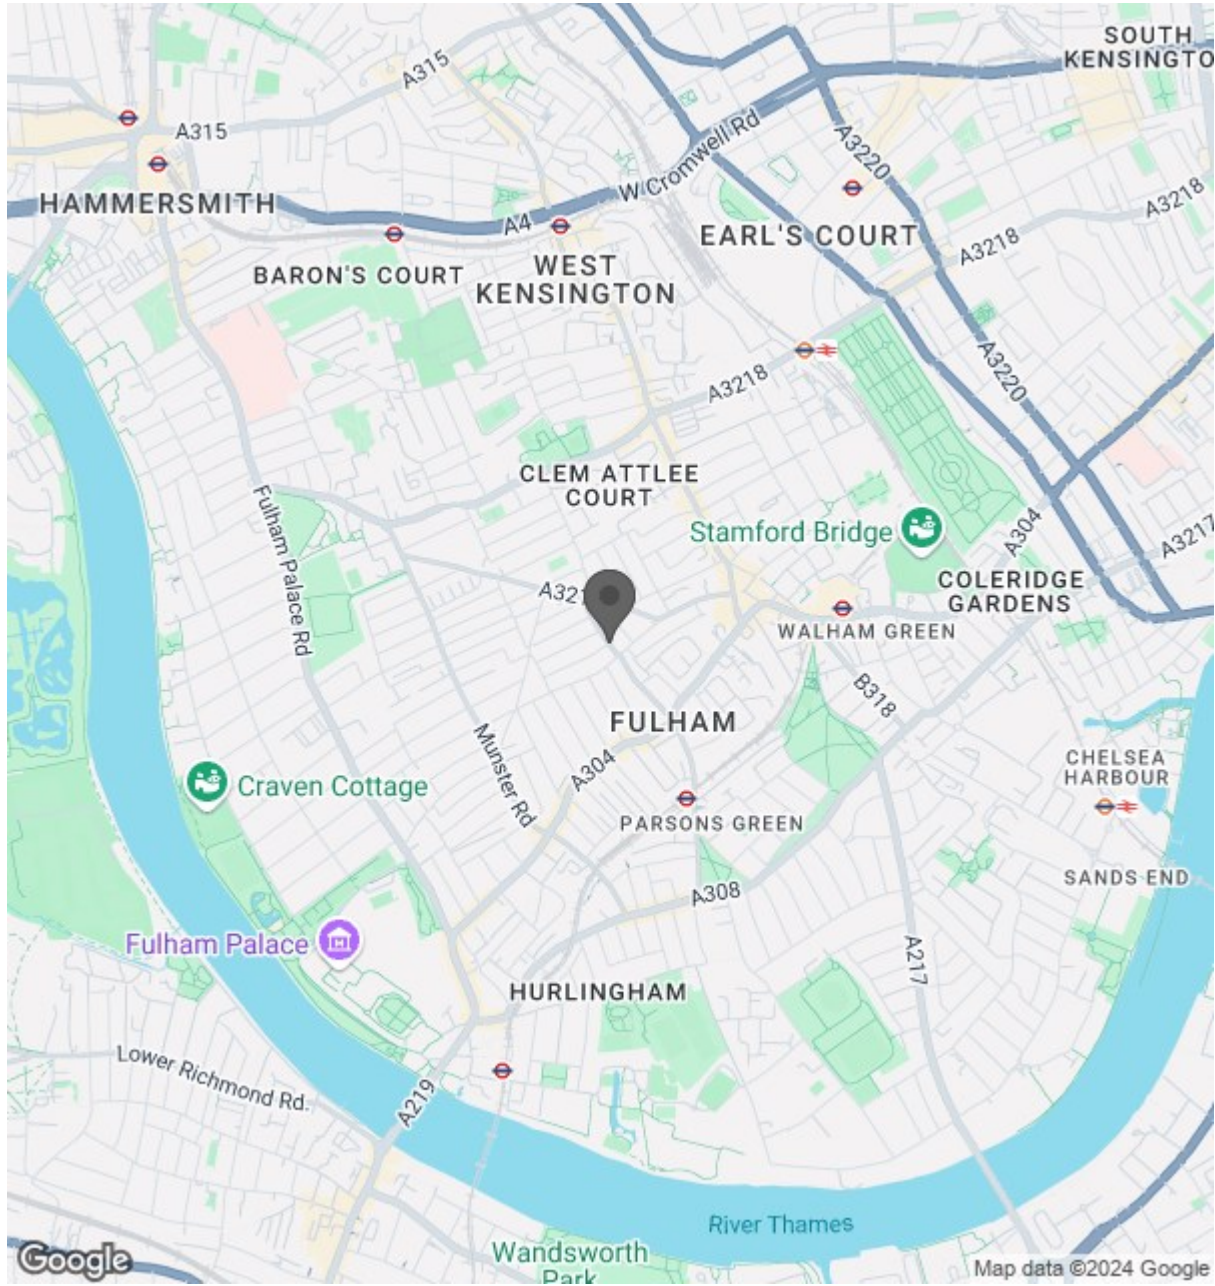 SOUTH
KENSINGTO
A315
A315
HAMMERSMITH
W Cromwell Rd
A3220
A3218
A4
EARL'S COURT
A3218
BARON'S COURT
WEST
KENSINGTON
A3218
A3220
CLEM ATTLEE
COURT
Fulham Palace Rd
Stamford Bridge
A304
A3217
A321
COLERIDGE
GARDENS
WALHAM GREEN
B318
FULHAM
Munster Rd
A304
CHELSEA
HARBOUR
Craven Cottage
PARSONS GREEN
SANDS END
A308
Fulham Palace
A217
HURLINGHAM
Lower Richmond Rd.
A219
River Thames
Wandsworth
Park
Google
Map data ©2024 Google